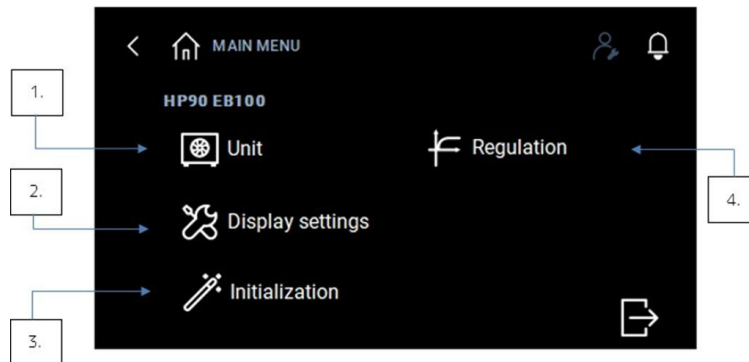 MAIN MENU
1.
HP90 EB100
Unit
Regulation
2.
4.
Display settings
Initialization
3.